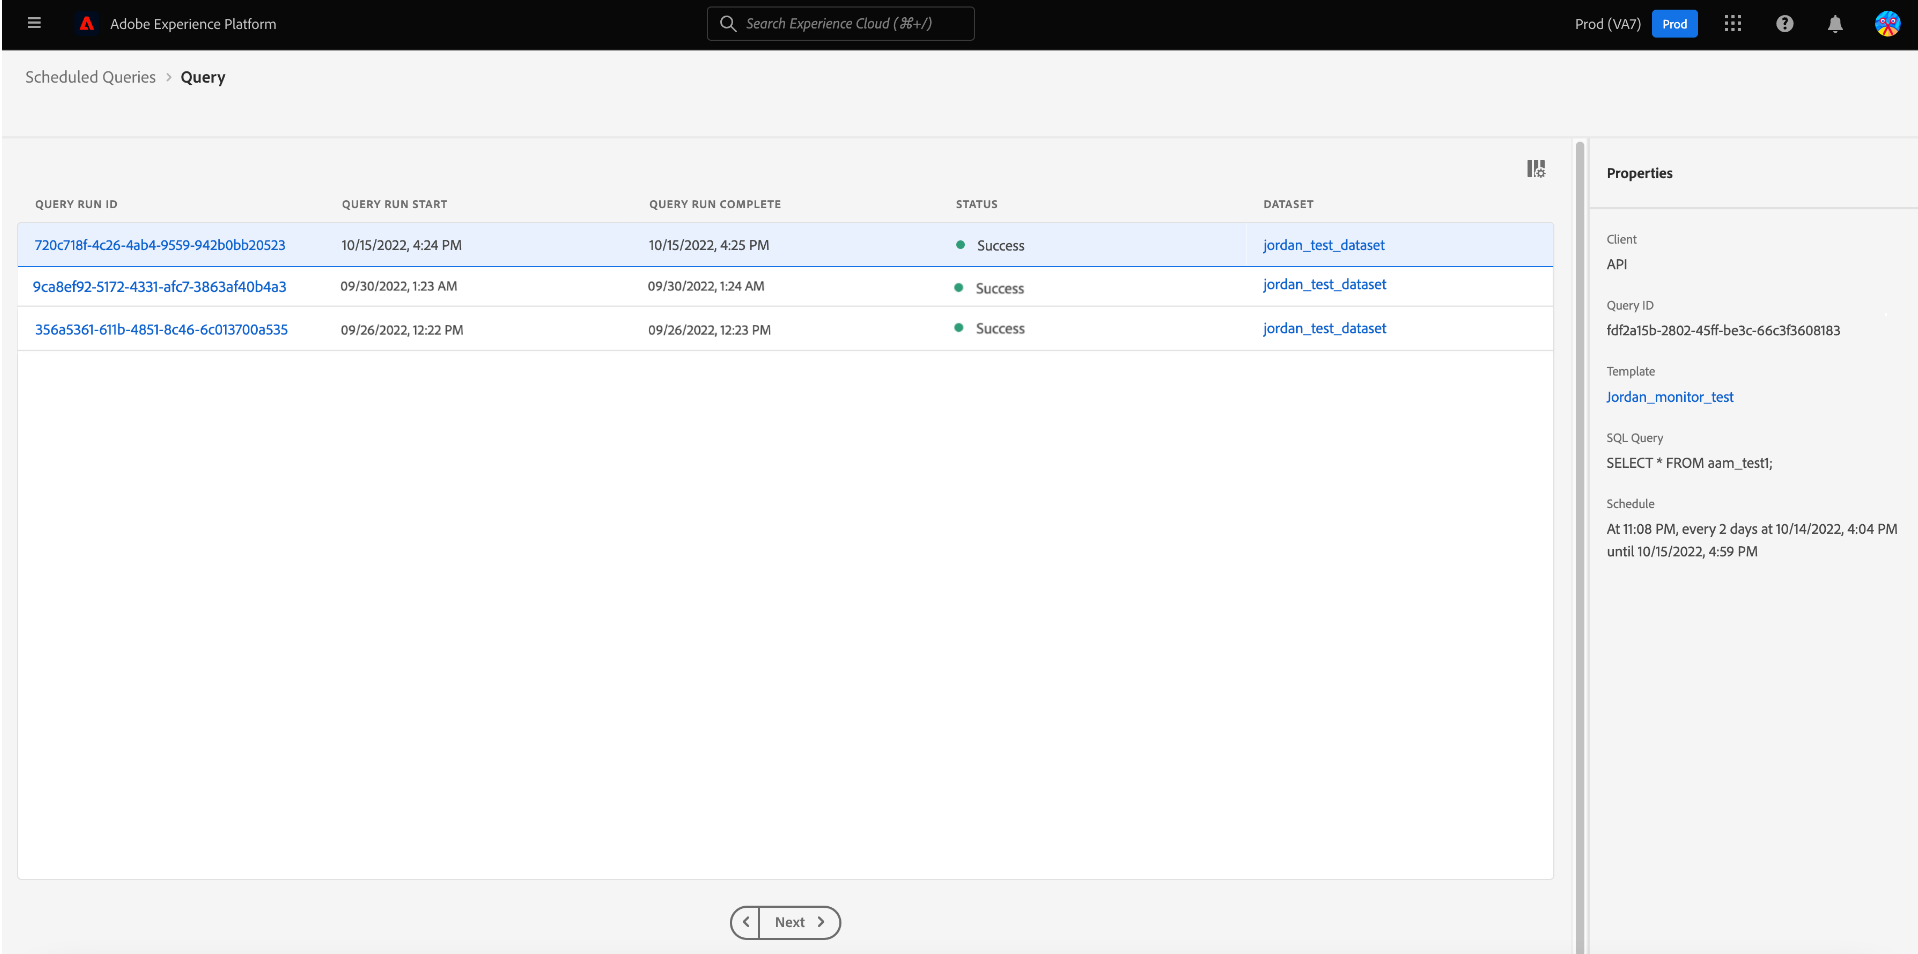 Adobe Experience Platform
Search Experience Cloud (⌘+/)
Prod (VA7)
Prod
Scheduled Queries > Query
QUERY RUN ID QUERY RUN START QUERY RUN COMPLETE STATUS DATASET
720c718f-4c26-4ab4-9559-942b0bb20523 10/15/2022, 4:24 PM 10/15/2022, 4:25 PM Success jordan_test_dataset
9ca8ef92-5172-4331-afc7-3863af40b4a3 09/30/2022, 1:23 AM 09/30/2022, 1:24 AM Success jordan_test_dataset
356a5361-611b-4851-8c46-6c013700a535 09/26/2022, 12:22 PM 09/26/2022, 12:23 PM Success jordan_test_dataset
Next
Properties
Client
API
Query ID
fdf2a15b-2802-45ff-be3c-66c3f3608183
Template
Jordan_monitor_test
SQL Query
SELECT * FROM aam_test1;
Schedule
At 11:08 PM, every 2 days at 10/14/2022, 4:04 PM
until 10/15/2022, 4:59 PM